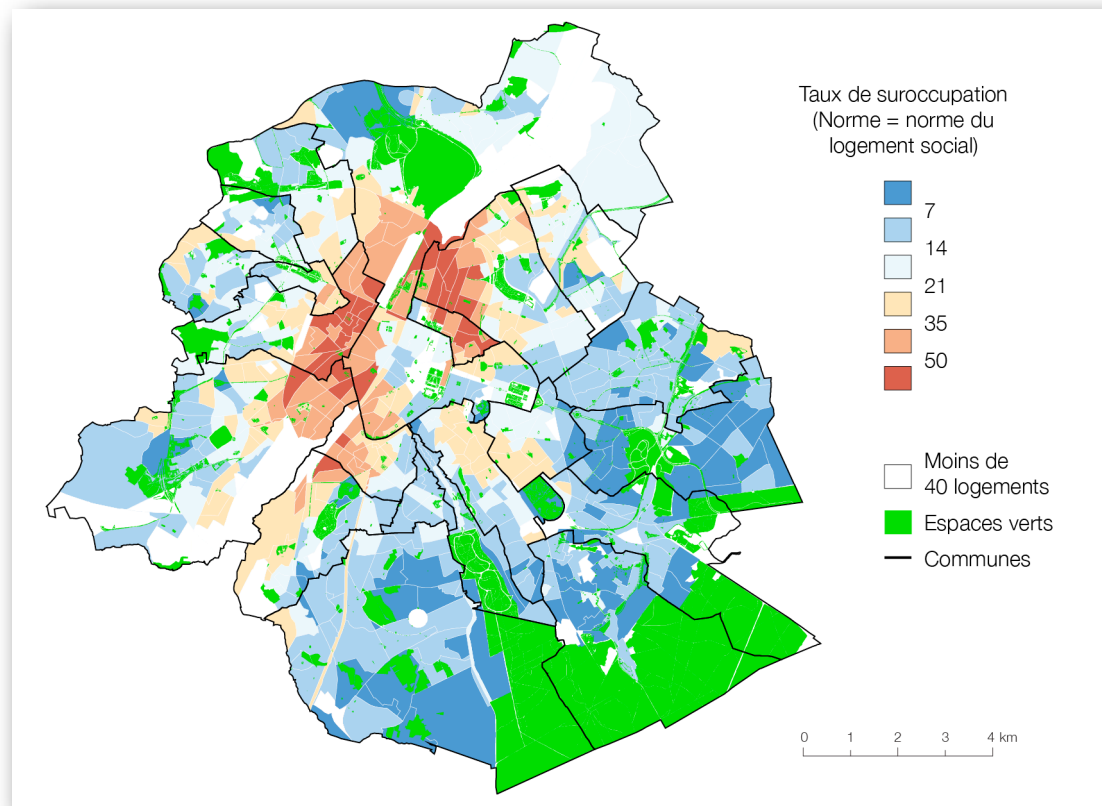 Taux de suroccupation
(Norme = norme du
logement social)
7
14
21
35
50
Moins de
40 logements
Espaces verts
Communes
0 1 2 3 4 km